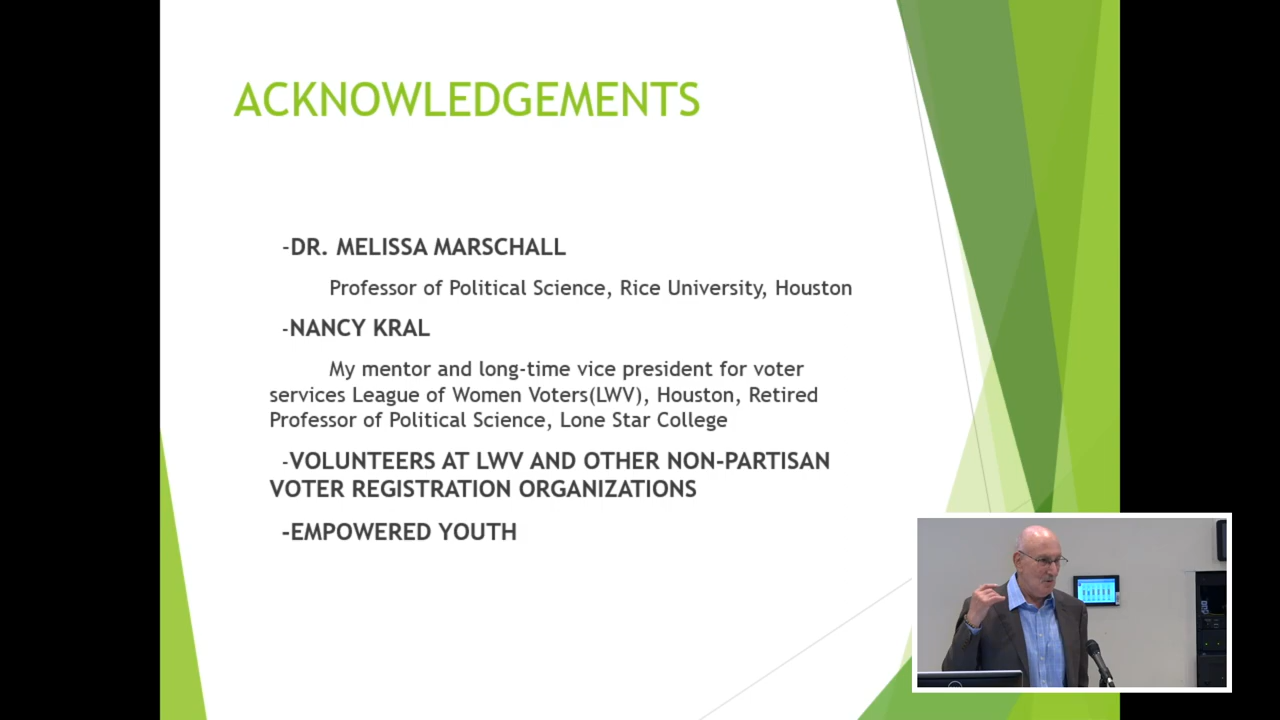 ACKNOWLEDGEMENTS
-DR. MELISSA MARSCHALL
Professor of Political Science, Rice University, Houston
-NANCY KRAL
My mentor and long-time vice president for voter
services League of Women Voters(LWV), Houston, Retired
Professor of Political Science, Lone Star College
-VOLUNTEERS AT LWV AND OTHER NON-PARTISAN
VOTER REGISTRATION ORGANIZATIONS
-EMPOWERED YOUTH